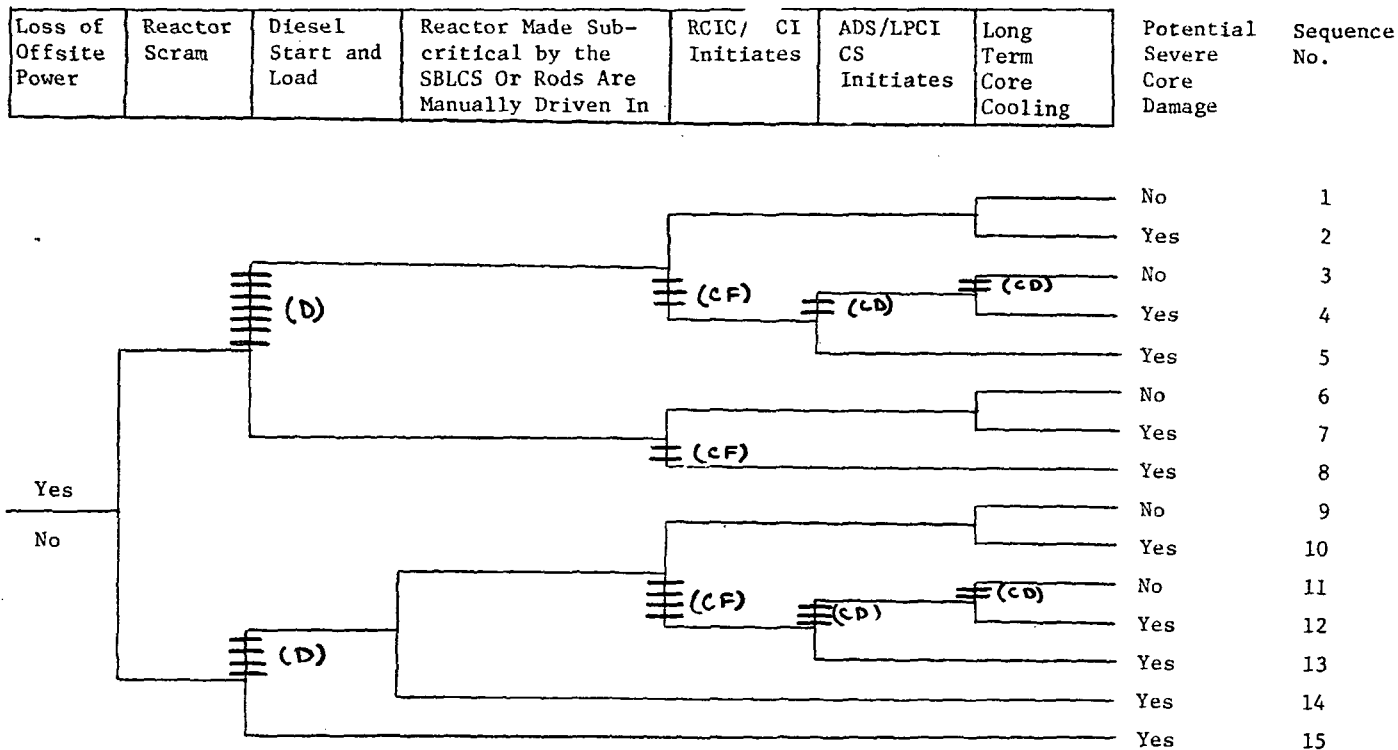 Loss of
Offsite
Power
Reactor
Scram
Diesel
Start and
Load
Reactor Made Sub-
critical by the
SBLCS Or Rods Are
Manually Driven In
RCIC/ CI
Initiates
ADS/LPCI
CS
Initiates
Long
Term
Core
Cooling
Potential
Severe
Core
Damage
Sequence
No.
No 1
Yes 2
(D) (CF) (CD) (CD) No 3
Yes 4
Yes 5
No 6
Yes 7
(CF) Yes 8
Yes
No
No 9
Yes 10
(CF) (CD) (CD) No 11
Yes 12
(D) Yes 13
Yes 14
Yes 15